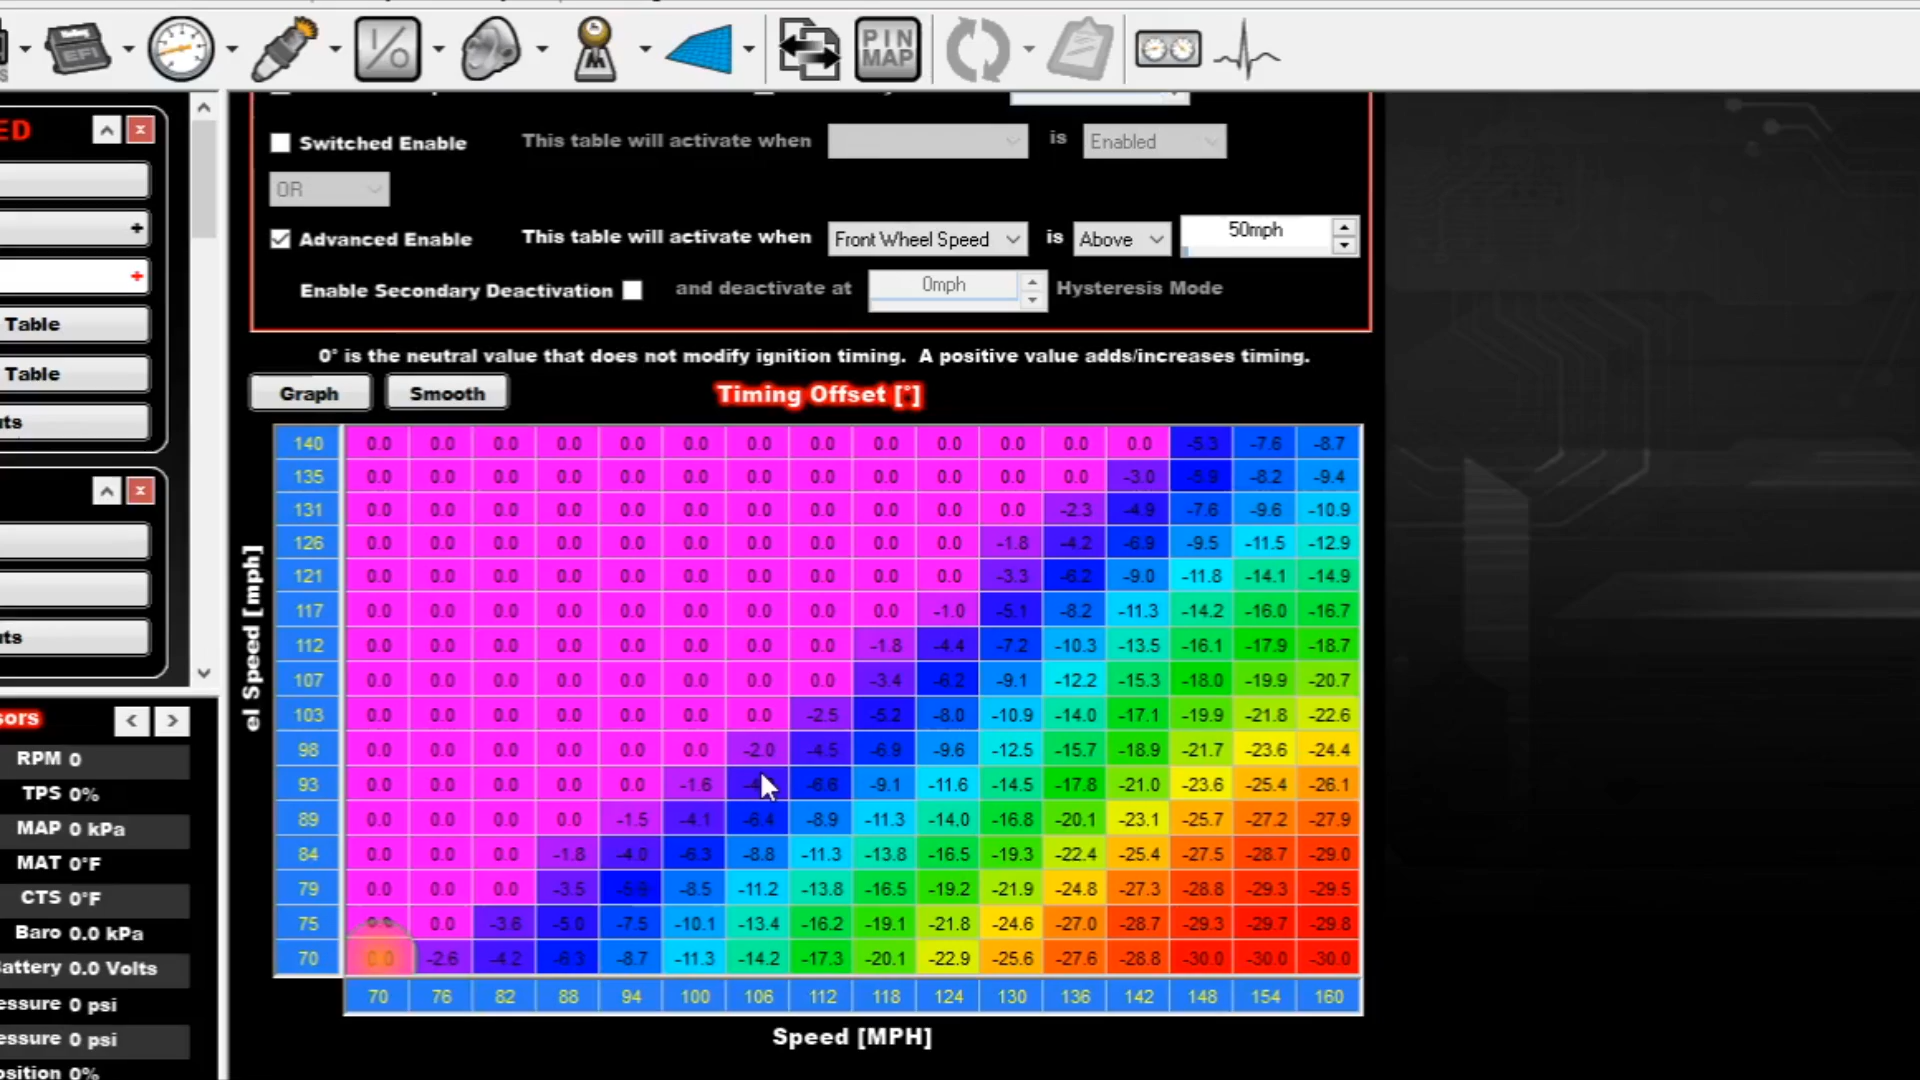 EFI
I/O
PIN
MAP
Switched Enable This table will activate when is Enabled
OR
Advanced Enable This table will activate when Front Wheel Speed is Above 50mph
Enable Secondary Deactivation and deactivate at 0mph Hysteresis Mode
0° is the neutral value that does not modify ignition timing. A positive value adds/increases timing.
Graph Smooth Timing Offset [°]
140 0.0 0.0 0.0 0.0 0.0 0.0 0.0 0.0 0.0 0.0 0.0 0.0 0.0 -5.3 -7.6 -8.7
135 0.0 0.0 0.0 0.0 0.0 0.0 0.0 0.0 0.0 0.0 0.0 0.0 -3.0 -5.9 -8.2 -9.4
131 0.0 0.0 0.0 0.0 0.0 0.0 0.0 0.0 0.0 0.0 0.0 -2.3 -4.9 -7.6 -9.6 -10.9
126 0.0 0.0 0.0 0.0 0.0 0.0 0.0 0.0 0.0 0.0 -1.8 -4.2 -6.9 -9.5 -11.5 -12.9
121 0.0 0.0 0.0 0.0 0.0 0.0 0.0 0.0 0.0 0.0 -3.3 -6.2 -9.0 -11.8 -14.1 -14.9
117 0.0 0.0 0.0 0.0 0.0 0.0 0.0 0.0 0.0 -1.0 -5.1 -8.2 -11.3 -14.2 -16.0 -16.7
112 0.0 0.0 0.0 0.0 0.0 0.0 0.0 0.0 -1.8 -4.4 -7.2 -10.3 -13.5 -16.1 -17.9 -18.7
107 0.0 0.0 0.0 0.0 0.0 0.0 0.0 0.0 -3.4 -6.2 -9.1 -12.2 -15.3 -18.0 -19.9 -20.7
103 0.0 0.0 0.0 0.0 0.0 0.0 0.0 -2.5 -5.2 -8.0 -10.9 -14.0 -17.1 -19.9 -21.8 -22.6
98 0.0 0.0 0.0 0.0 0.0 0.0 -2.0 -4.5 -6.9 -9.6 -12.5 -15.7 -18.9 -21.7 -23.6 -24.4
93 0.0 0.0 0.0 0.0 0.0 -1.6 -6.6 -9.1 -11.6 -14.5 -17.8 -21.0 -23.6 -25.4 -26.1
89 0.0 0.0 0.0 0.0 -1.5 -4.1 -6.4 -8.9 -11.3 -14.0 -16.8 -20.1 -23.1 -25.7 -27.2 -27.9
84 0.0 0.0 0.0 -1.8 -4.0 -6.3 -8.8 -11.3 -13.8 -16.5 -19.3 -22.4 -25.4 -27.5 -28.7 -29.0
79 0.0 0.0 0.0 -3.5 -5.9 -8.5 -11.2 -13.8 -16.5 -19.2 -21.9 -24.8 -27.3 -28.8 -29.3 -29.5
75 0.0 0.0 -3.6 -5.0 -7.5 -10.1 -13.4 -16.2 -19.1 -21.8 -24.6 -27.0 -28.7 -29.3 -29.7 -29.8
70 0.0 -2.6 -4.2 -6.3 -8.7 -11.3 -14.2 -17.3 -20.1 -22.9 -25.6 -27.6 -28.8 -30.0 -30.0 -30.0
70 76 82 88 94 100 106 112 118 124 130 136 142 148 154 160
Speed [MPH]
el Speed [mph]
ED
Table
Table
uts
uts
sors
RPM 0
TPS 0%
MAP 0 kPa
MAT 0°F
CTS 0°F
Baro 0.0 kPa
attery 0.0 Volts
essure 0 psi
essure 0 psi
osition 0%